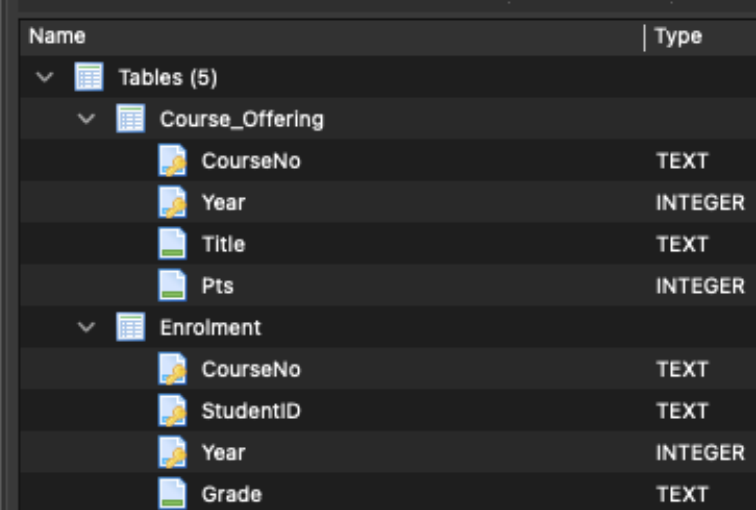 Name Type
Tables (5)
Course_Offering
CourseNo TEXT
Year INTEGER
Title TEXT
Pts INTEGER
Enrolment
CourseNo TEXT
StudentID TEXT
Year INTEGER
Grade TEXT